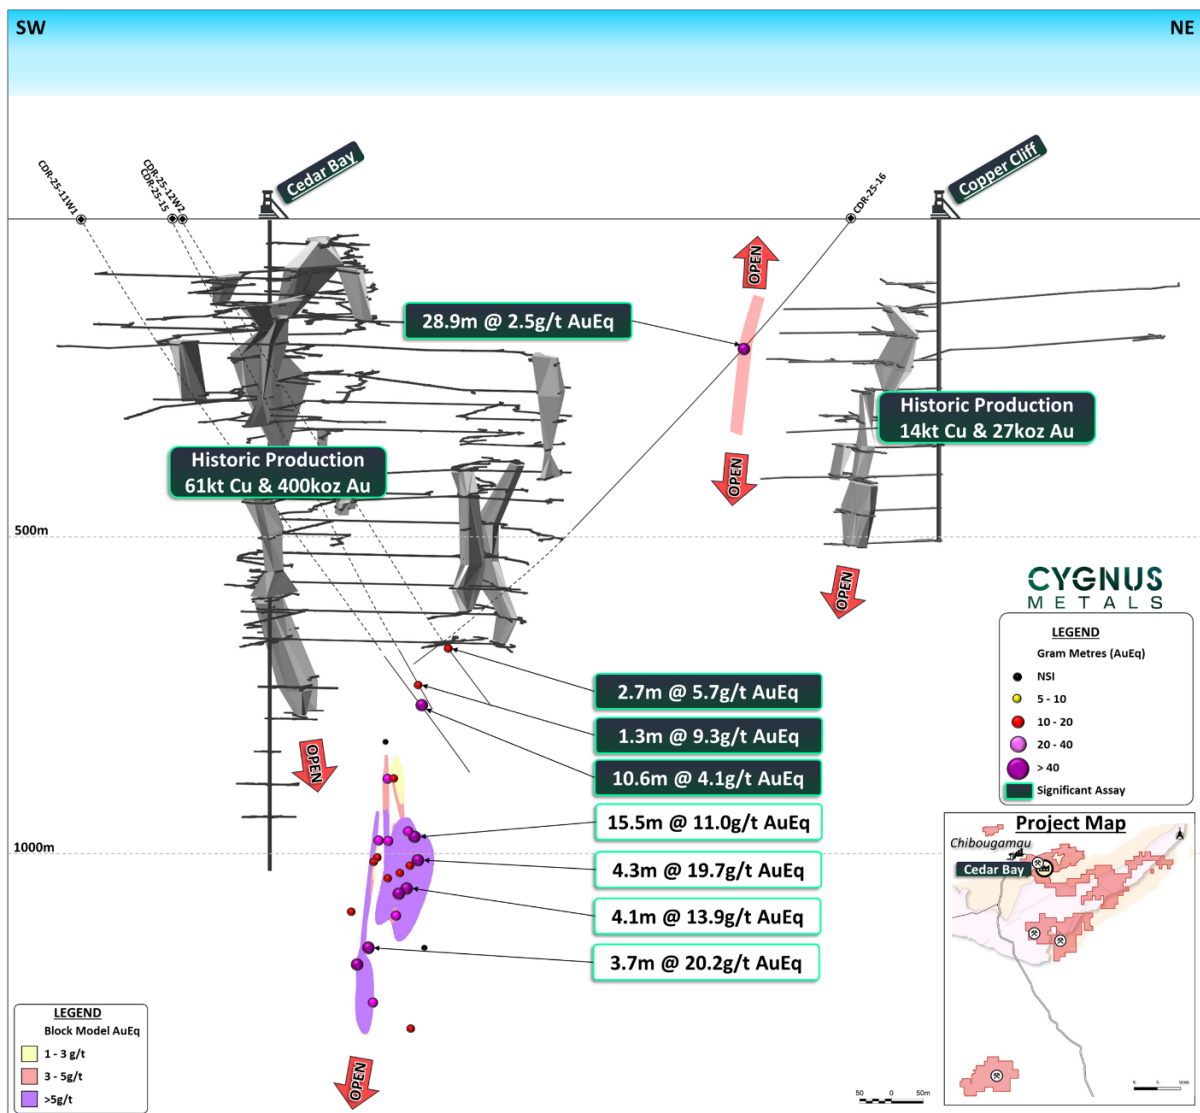 SW
NE
Cedar Bay
Copper Cliff
CDR-25-11W1
CDR-25-12W2
CDR-25-15
CDR-25-16
OPEN
28.9m @ 2.5g/t AuEq
Historic Production
14kt Cu & 27koz Au
Historic Production
61kt Cu & 400koz Au
OPEN
500m
OPEN
CYGNUS
METALS
LEGEND
Gram Metres (AuEq)
NSI
5 - 10
10 - 20
20 - 40
> 40
Significant Assay
2.7m @ 5.7g/t AuEq
1.3m @ 9.3g/t AuEq
10.6m @ 4.1g/t AuEq
OPEN
15.5m @ 11.0g/t AuEq
1000m
4.3m @ 19.7g/t AuEq
4.1m @ 13.9g/t AuEq
3.7m @ 20.2g/t AuEq
Project Map
A
Chibougamau
Cedar Bay
LEGEND
Block Model AuEq
1 - 3 g/t
3 - 5g/t
>5g/t
OPEN
50 0 50m